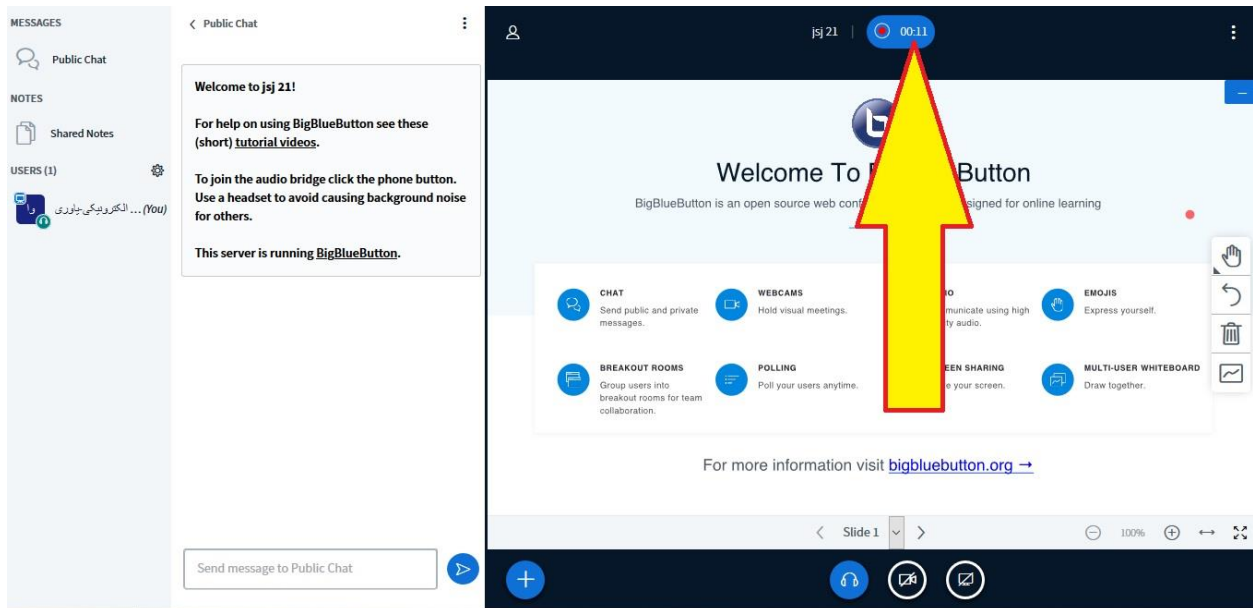 MESSAGES
Public Chat
NOTES
Shared Notes
USERS (1)
الکترونیکی-یاوری ... (You)
وا
Public Chat
Welcome to jsj 21!
For help on using BigBlueButton see these
(short) tutorial videos.
To join the audio bridge click the phone button.
Use a headset to avoid causing background noise
for others.
This server is running BigBlueButton.
Send message to Public Chat
jsj 21
00:11
b
Welcome To Button
BigBlueButton is an open source web signed for online learning
CHAT
Send public and private
messages.
WEBCAMS
Hold visual meetings.
using high
audio.
EMOJIS
Express yourself.
BREAKOUT ROOMS
Group users into
breakout rooms for team
collaboration.
POLLING
Poll your users anytime.
SHARING
your screen.
MULTI-USER WHITEBOARD
Draw together.
For more information visit bigbluebutton.org →
Slide 1
100%